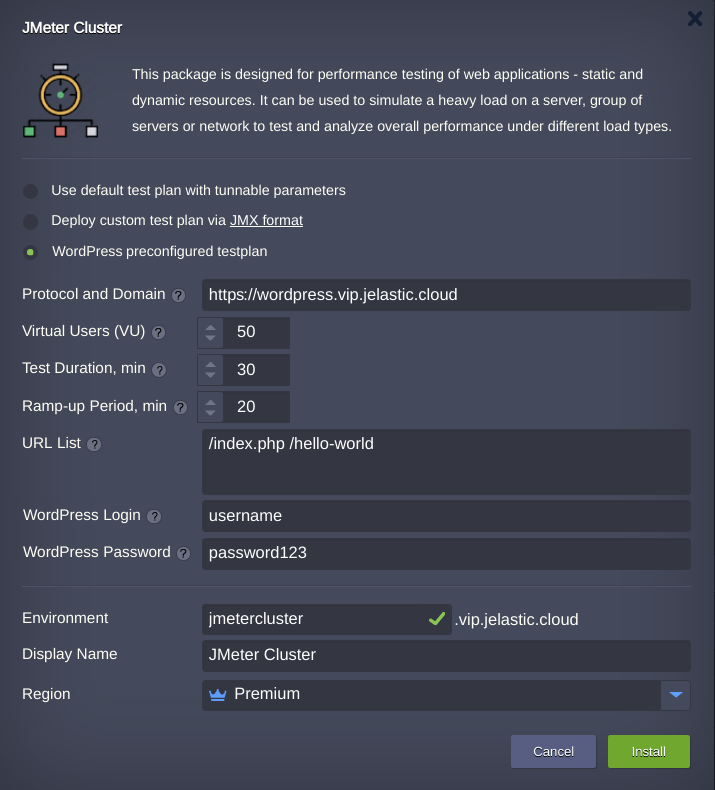 JMeter Cluster
This package is designed for performance testing of web applications - static and
dynamic resources. It can be used to simulate a heavy load on a server, group of
servers or network to test and analyze overall performance under different load types.
Use default test plan with tunnable parameters
Deploy custom test plan via JMX format
WordPress preconfigured testplan
Protocol and Domain ? https://wordpress.vip.jelastic.cloud
Virtual Users (VU) ? 50
Test Duration, min ? 30
Ramp-up Period, min ? 20
URL List ? /index.php /hello-world
WordPress Login ? username
WordPress Password ? password123
Environment jmetercluster .vip.jelastic.cloud
Display Name JMeter Cluster
Region Premium
Cancel Install